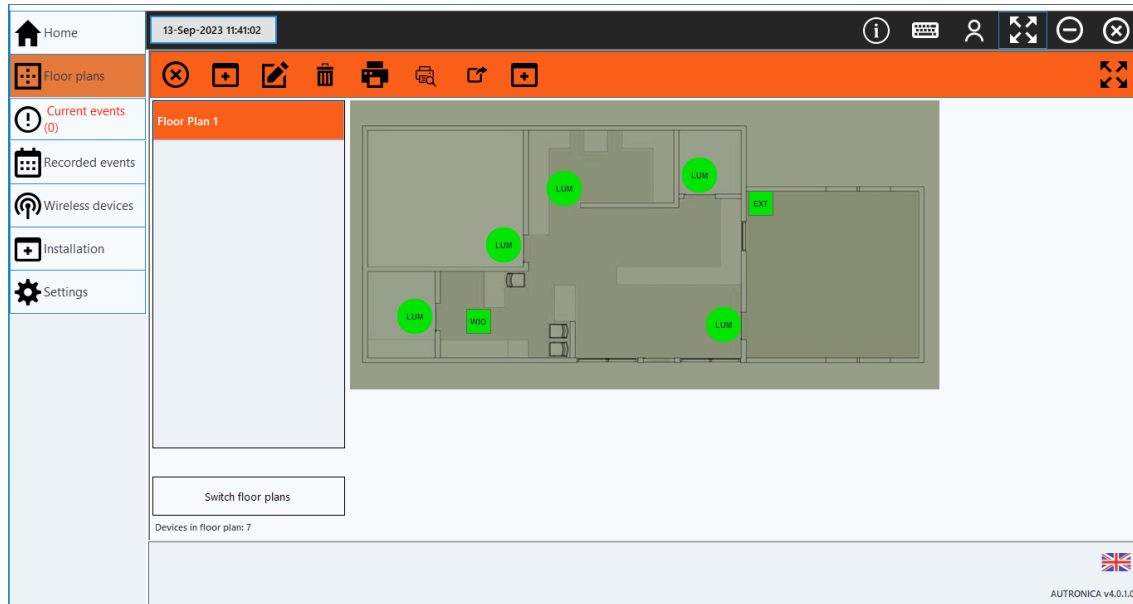 Home
13-Sep-2023 11:41:02
Floor plans
Current events
(0)
Recorded events
Wireless devices
Installation
Settings
Floor Plan 1
LUM
LUM
EXT
LUM
LUM
WIO
LUM
Switch floor plans
Devices in floor plan: 7
AUTRONICA v4.0.1.0